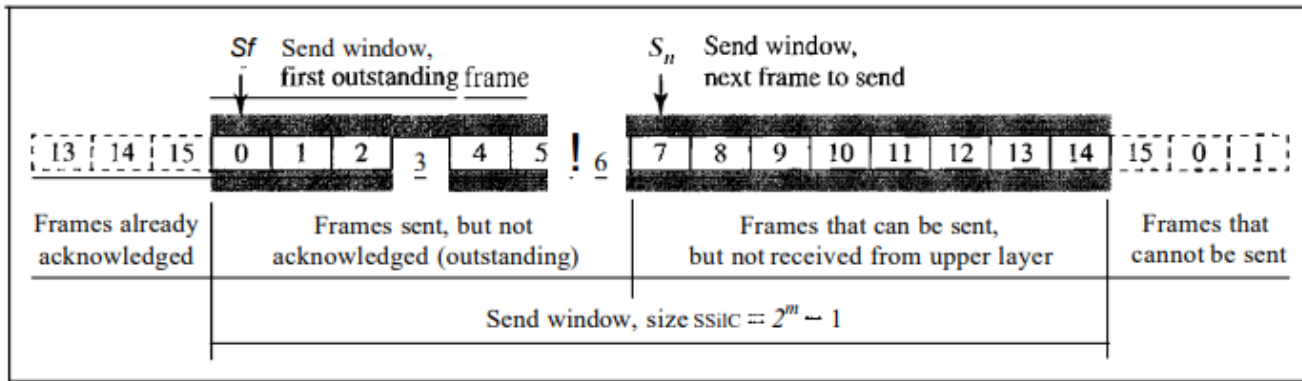 Sf Send window, Sn Send window,
first outstanding frame next frame to send
13 14 15 0 1 2 3 4 5 ! 6 7 8 9 10 11 12 13 14 15 0 1
Frames already Frames sent, but not Frames that can be sent, Frames that
acknowledged acknowledged (outstanding) but not received from upper layer cannot be sent
Send window, size SSilC = 2^m – 1